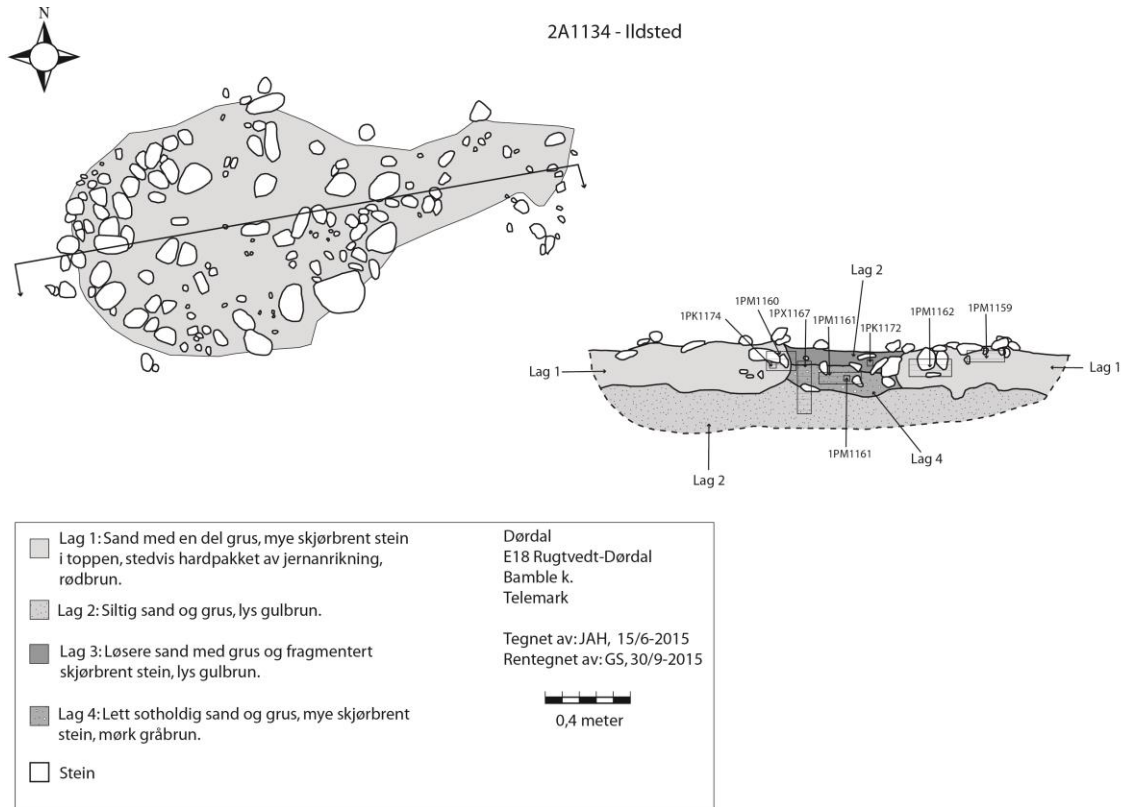 N
2A1134 - Ildsted
Lag 2
1PM1160
1PK1174
1PX1167
1PM1161
1PK1172
1PM1162
1PM1159
Lag 1
Lag 1
1PM1161
Lag 4
Lag 2
Lag 1: Sand med en del grus, mye skjørbrent stein
i toppen, stedvis hardpakket av jernanrikning,
rødbrun.
Lag 2: Siltig sand og grus, lys gulbrun.
Lag 3: Løsere sand med grus og fragmentert
skjørbrent stein, lys gulbrun.
Lag 4: Lett sotholdig sand og grus, mye skjørbrent
stein, mørk gråbrun.
Stein
Dørdal
E18 Rugtvedt-Dørdal
Bamble k.
Telemark
Tegnet av: JAH, 15/6-2015
Rentegnet av: GS, 30/9-2015
0,4 meter